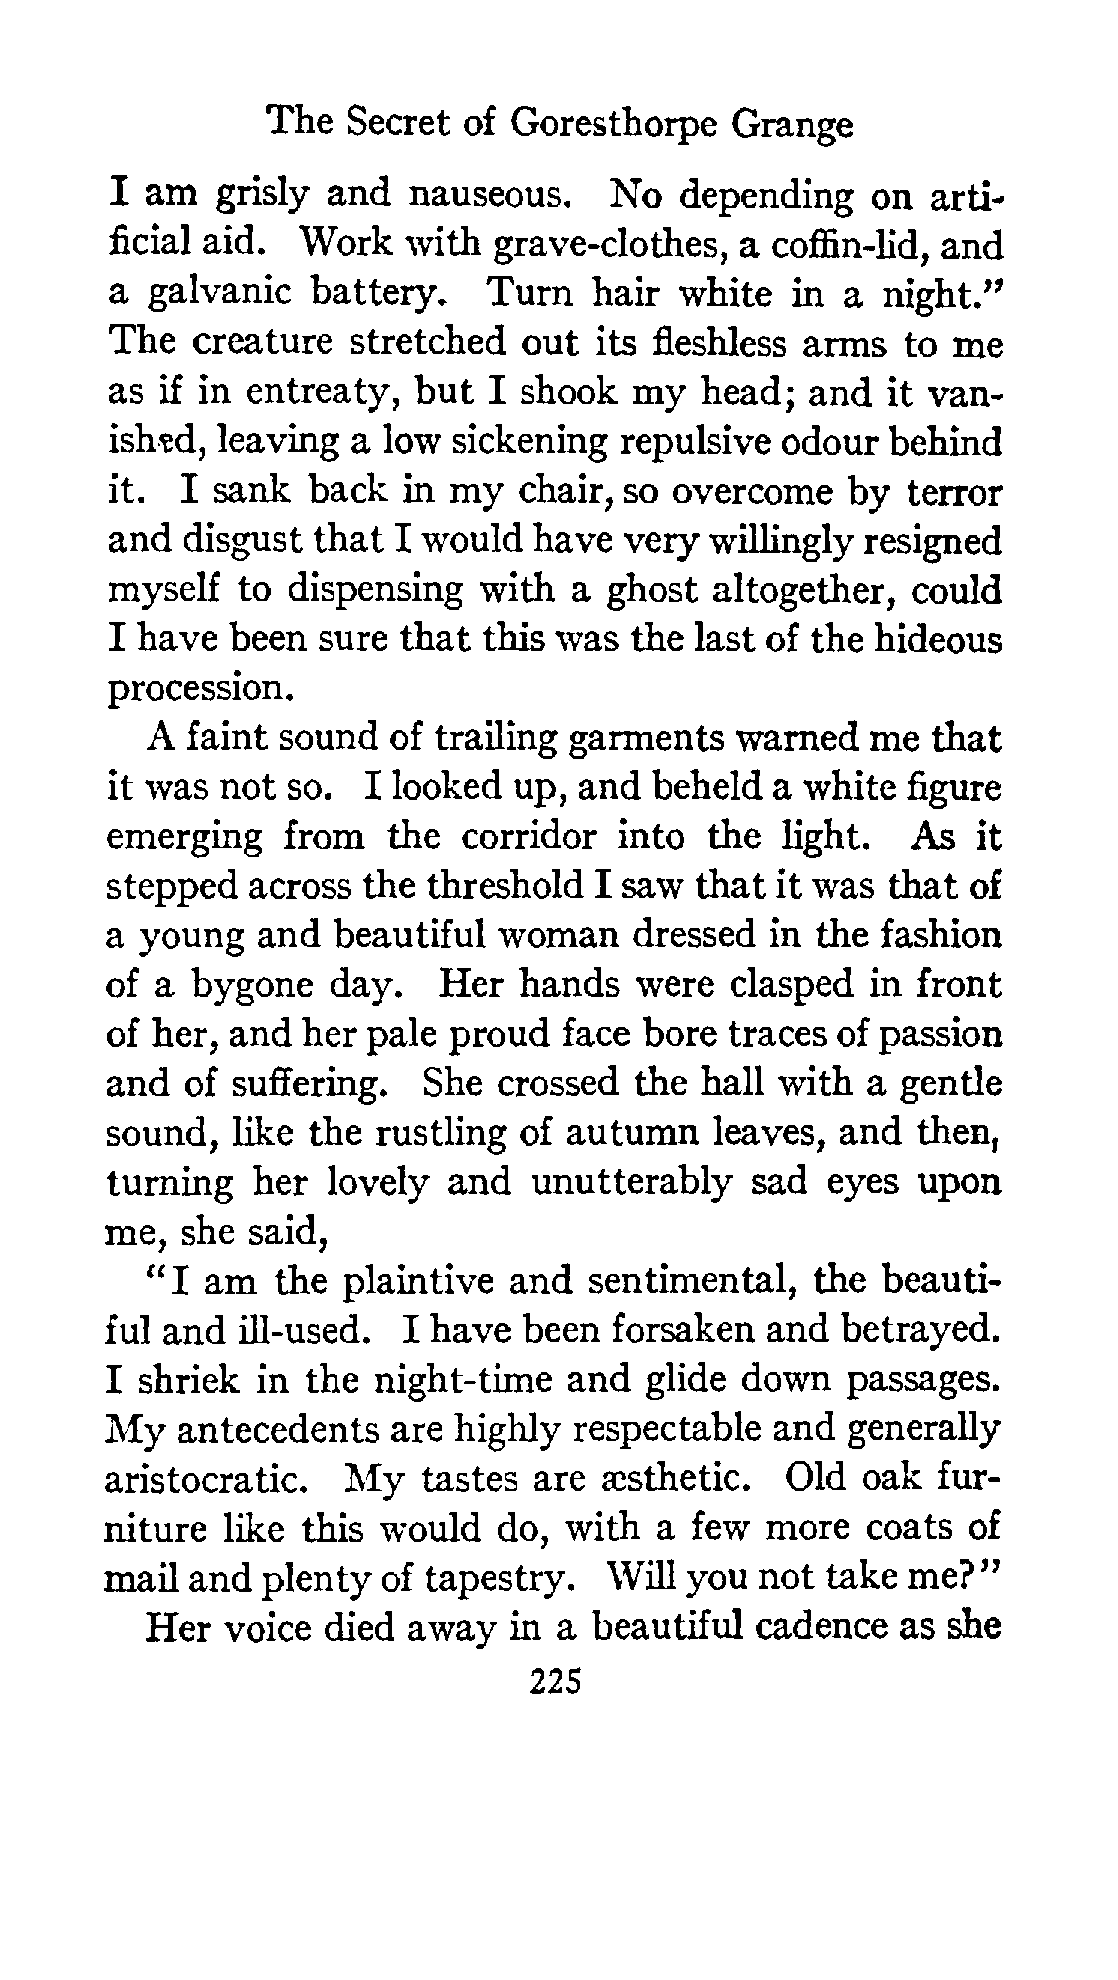 The Secret of Goresthorpe Grange
I am grisly and nauseous. No depending on arti-
ficial aid. Work with grave-clothes, a coffin-lid, and
a galvanic battery. Turn hair white in a night.”
The creature stretched out its fleshless arms to me
as if in entreaty, but I shook my head; and it van-
ished, leaving a low sickening repulsive odour behind
it. I sank back in my chair, so overcome by terror
and disgust that I would have very willingly resigned
myself to dispensing with a ghost altogether, could
I have been sure that this was the last of the hideous
procession.
A faint sound of trailing garments warned me that
it was not so. I looked up, and beheld a white figure
emerging from the corridor into the light. As it
stepped across the threshold I saw that it was that of
a young and beautiful woman dressed in the fashion
of a bygone day. Her hands were clasped in front
of her, and her pale proud face bore traces of passion
and of suffering. She crossed the hall with a gentle
sound, like the rustling of autumn leaves, and then,
turning her lovely and unutterably sad eyes upon
me, she said,
“I am the plaintive and sentimental, the beauti-
ful and ill-used. I have been forsaken and betrayed.
I shriek in the night-time and glide down passages.
My antecedents are highly respectable and generally
aristocratic. My tastes are æsthetic. Old oak fur-
niture like this would do, with a few more coats of
mail and plenty of tapestry. Will you not take me?”
Her voice died away in a beautiful cadence as she
225